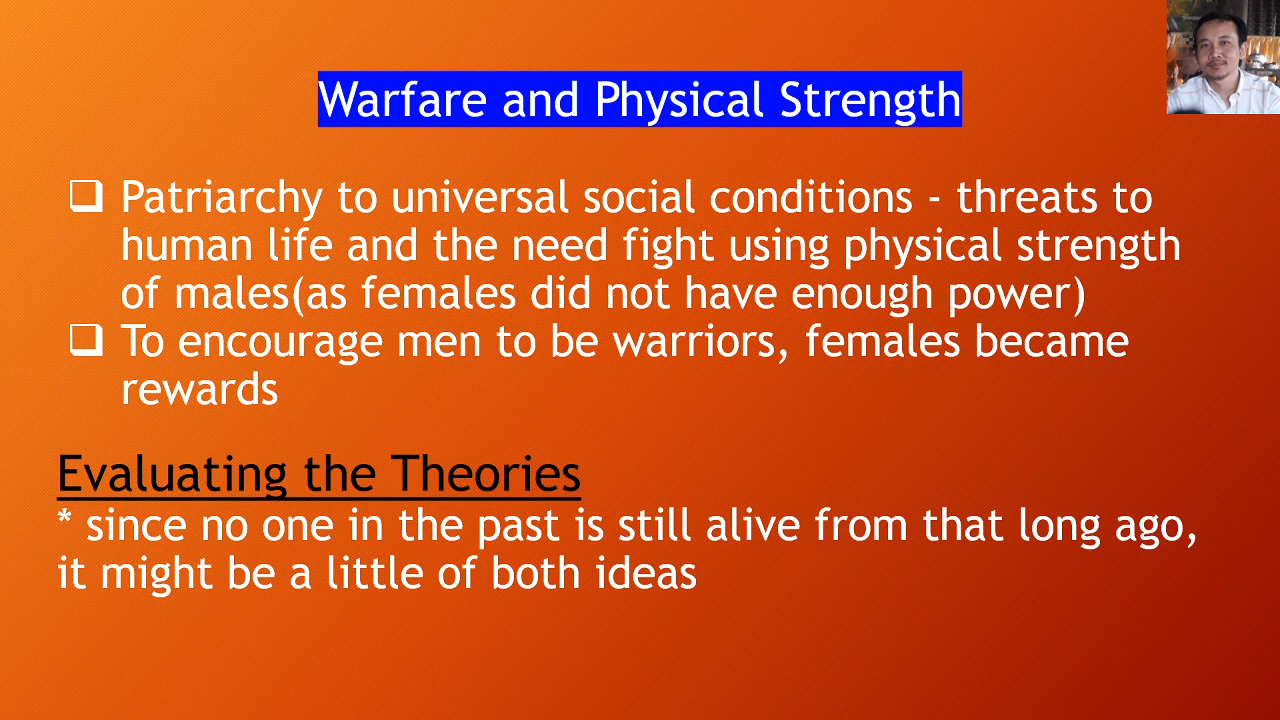 Warfare and Physical Strength
❑ Patriarchy to universal social conditions - threats to
human life and the need fight using physical strength
of males(as females did not have enough power)
❑ To encourage men to be warriors, females became
rewards
Evaluating the Theories
* since no one in the past is still alive from that long ago,
it might be a little of both ideas